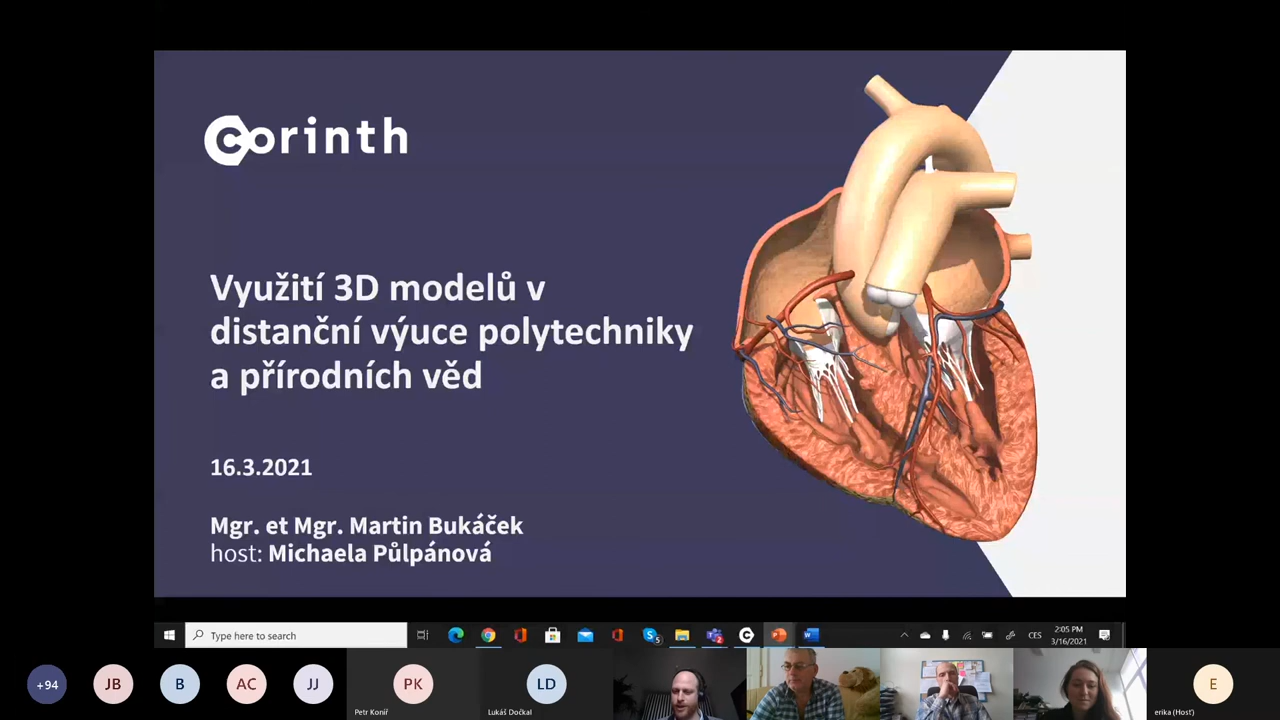 corinth
Využití 3D modelů v
distanční výuce polytechniky
a přírodních věd
16.3.2021
Mgr. et Mgr. Martin Bukáček
host: Michaela Půlpánová
Type here to search
CES
2:05 PM
3/16/2021
+94
JB
B
AC
JJ
PK
Petr Koníř
LD
Lukáš Dočkal
E
erika (Host)